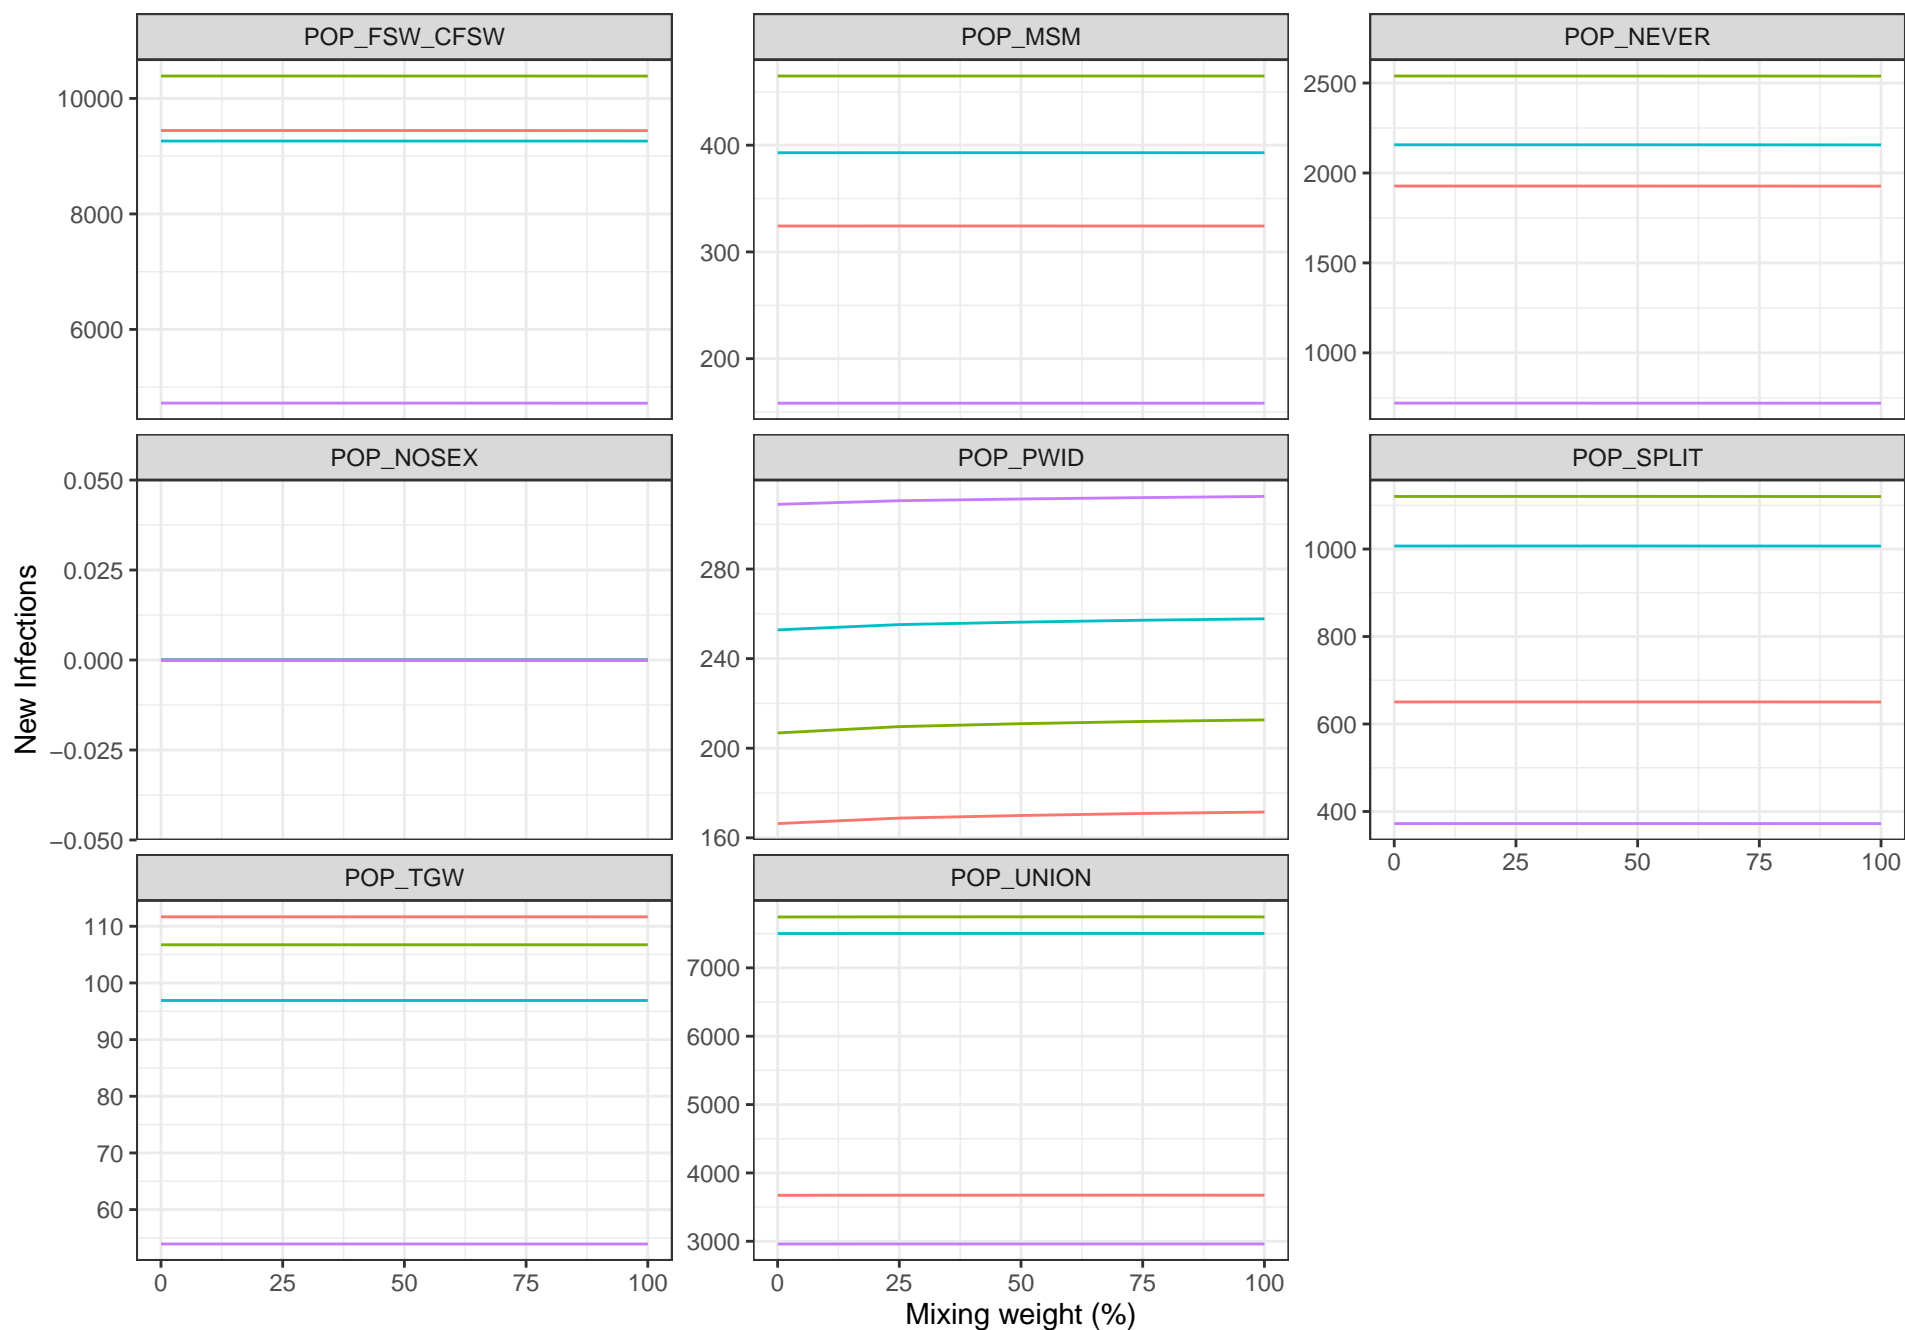 POP_FSW_CFSW
POP_MSM
POP_NEVER
10000
8000
6000
400
300
200
2500
2000
1500
1000
POP_NOSEX
POP_PWID
POP_SPLIT
0.050
0.025
0.000
−0.025
−0.050
280
240
200
160
1000
800
600
400
0 25 50 75 100
New Infections
POP_TGW
POP_UNION
110
100
90
80
70
60
7000
6000
5000
4000
3000
0 25 50 75 100
0 25 50 75 100
Mixing weight (%)